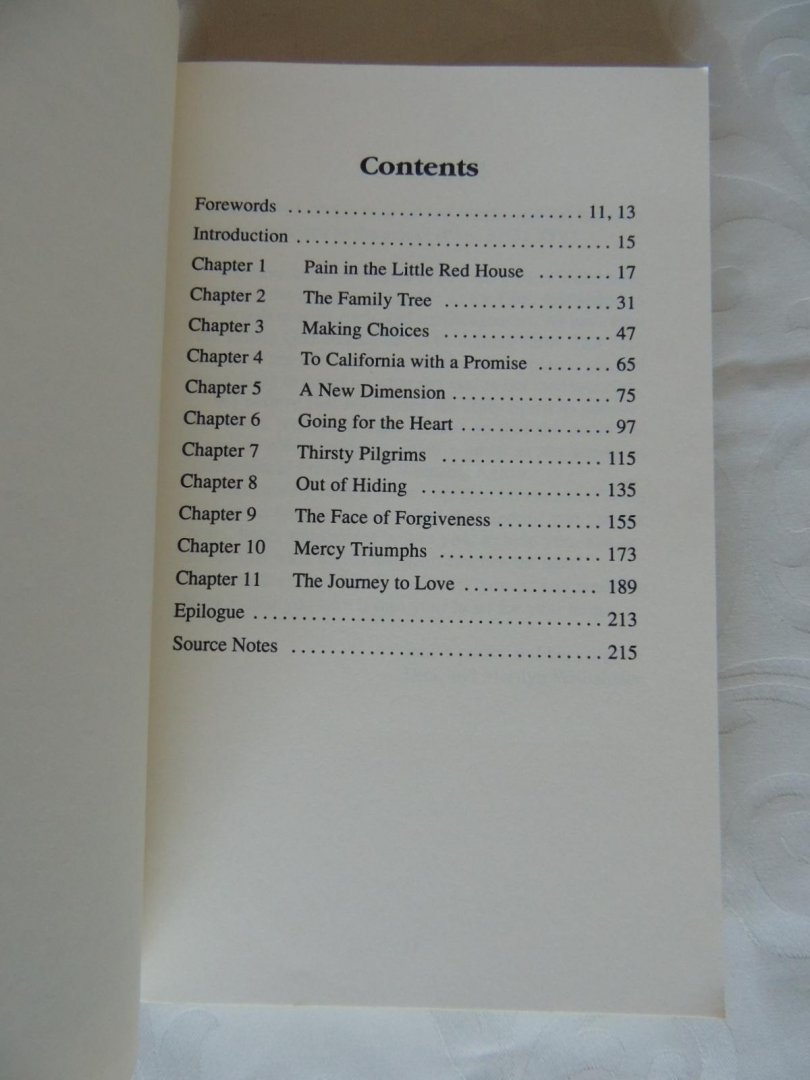 Contents
Forewords ................................ 11, 13
Introduction .................................. 15
Chapter 1 Pain in the Little Red House ........ 17
Chapter 2 The Family Tree .................. 31
Chapter 3 Making Choices .................. 47
Chapter 4 To California with a Promise ........ 65
Chapter 5 A New Dimension ................. 75
Chapter 6 Going for the Heart ................ 97
Chapter 7 Thirsty Pilgrims ................. 115
Chapter 8 Out of Hiding ................... 135
Chapter 9 The Face of Forgiveness ........... 155
Chapter 10 Mercy Triumphs ................. 173
Chapter 11 The Journey to Love .............. 189
Epilogue .................................... 213
Source Notes ................................ 215